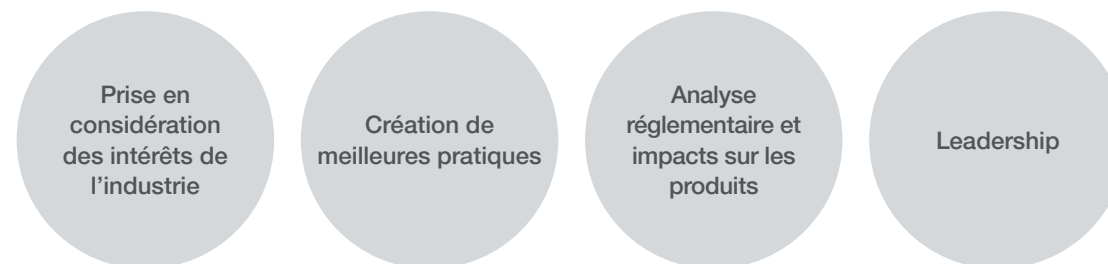 Prise en
considération
des intérêts de
l’industrie
Création de
meilleures pratiques
Analyse
réglementaire et
impacts sur les
produits
Leadership